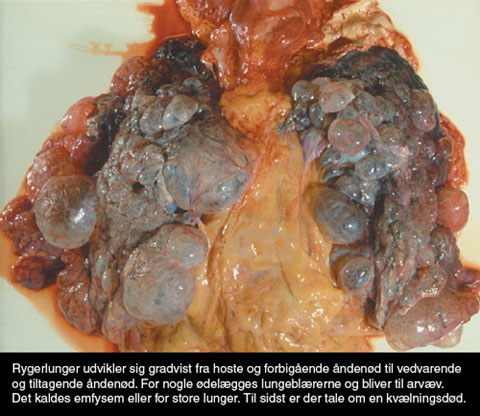 Rygerlunger udvikler sig gradvist fra hoste og forbigående åndenød til vedvarende
og tiltagende åndenød. For nogle ødelægges lungeblærerne og bliver til arvæv.
Det kaldes emfysem eller for store lunger. Til sidst er der tale om en kvælningsdød.